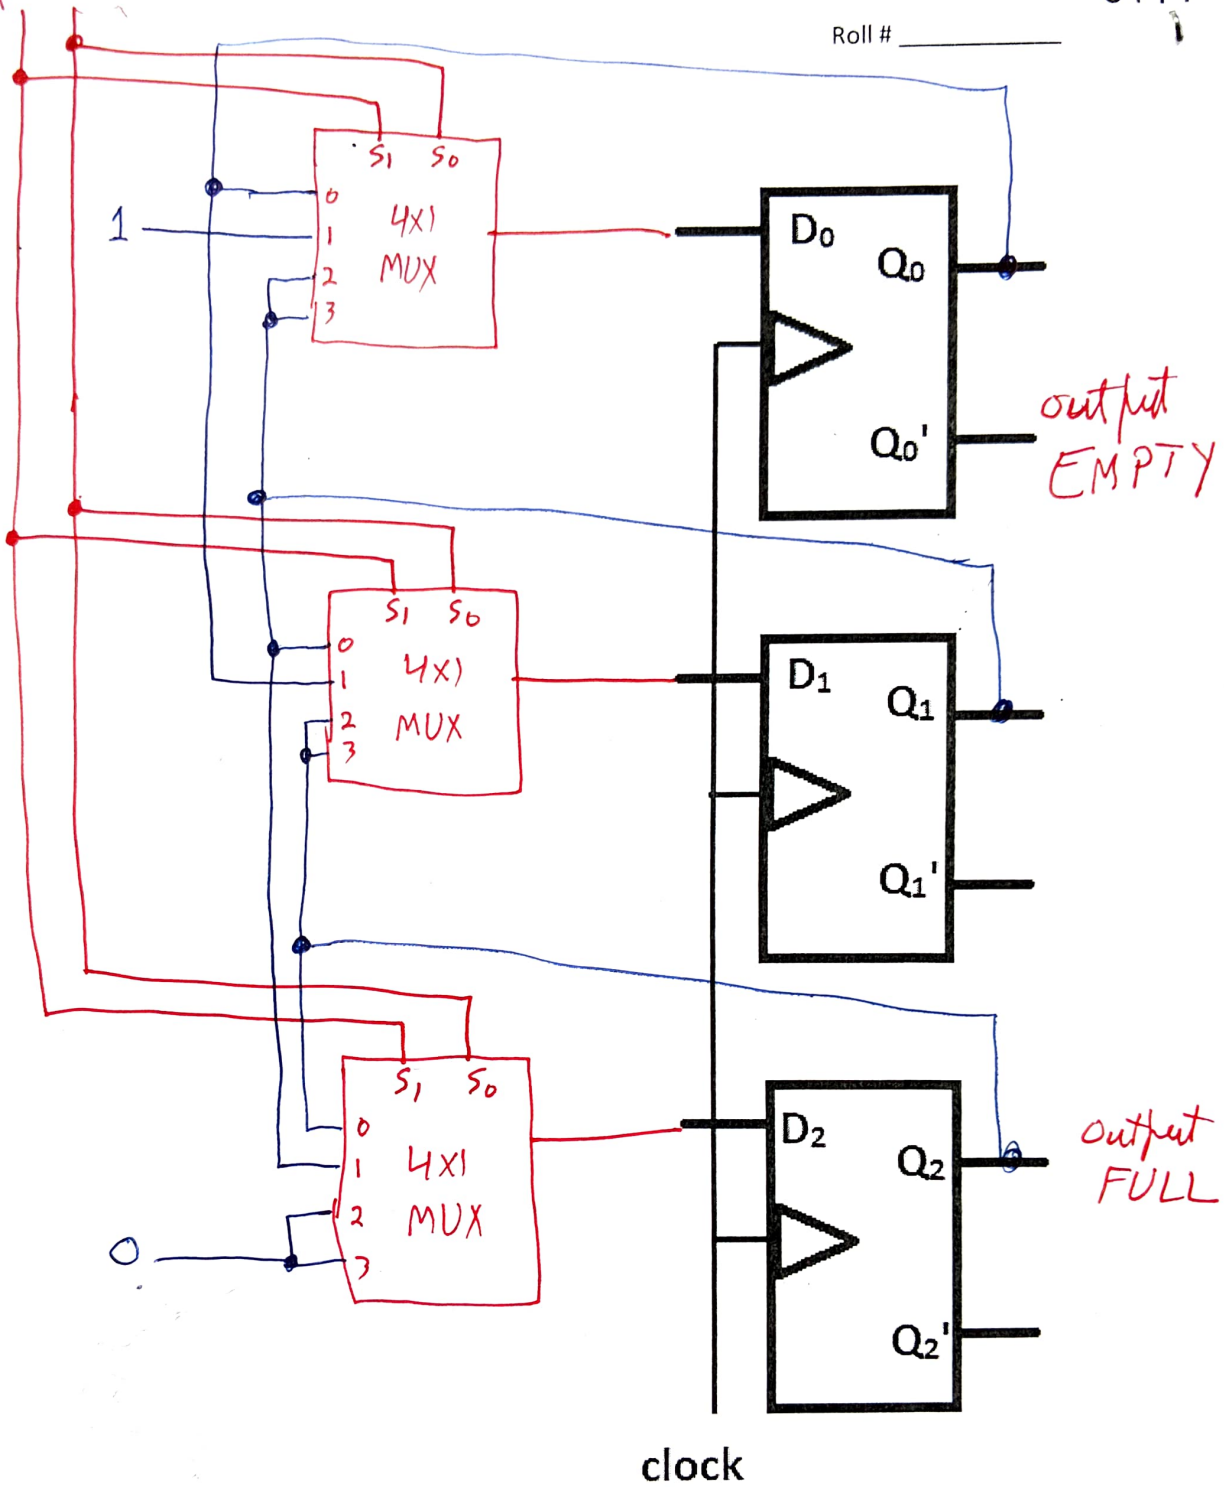 Roll # ___________
S1 S0
0
1
2
3
4X1
MUX
1
D0
Q0
Q0'
output
EMPTY
S1 S0
0
1
2
3
4X1
MUX
D1
Q1
Q1'
S1 S0
0
1
2
3
4X1
MUX
0
D2
Q2
Q2'
output
FULL
clock